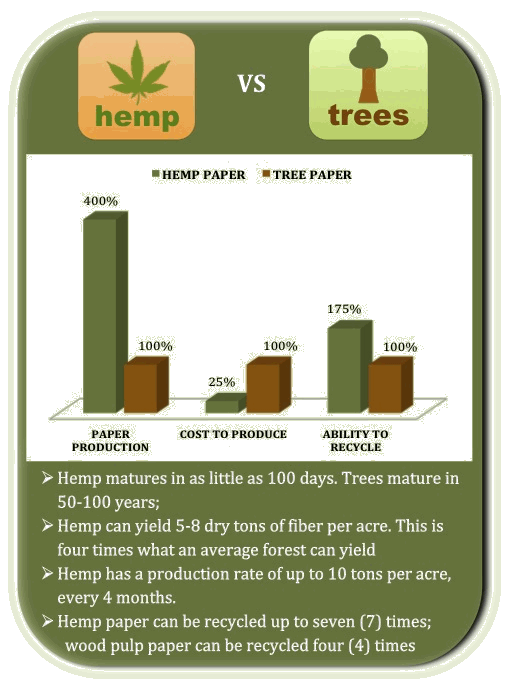 hemp
VS
trees
HEMP PAPER TREE PAPER
400%
100%
25%
100%
175%
100%
PAPER
PRODUCTION
COST TO PRODUCE
ABILITY TO
RECYCLE
➢ Hemp matures in as little as 100 days. Trees mature in
50-100 years;
➢ Hemp can yield 5-8 dry tons of fiber per acre. This is
four times what an average forest can yield
➢ Hemp has a production rate of up to 10 tons per acre,
every 4 months.
➢ Hemp paper can be recycled up to seven (7) times;
wood pulp paper can be recycled four (4) times